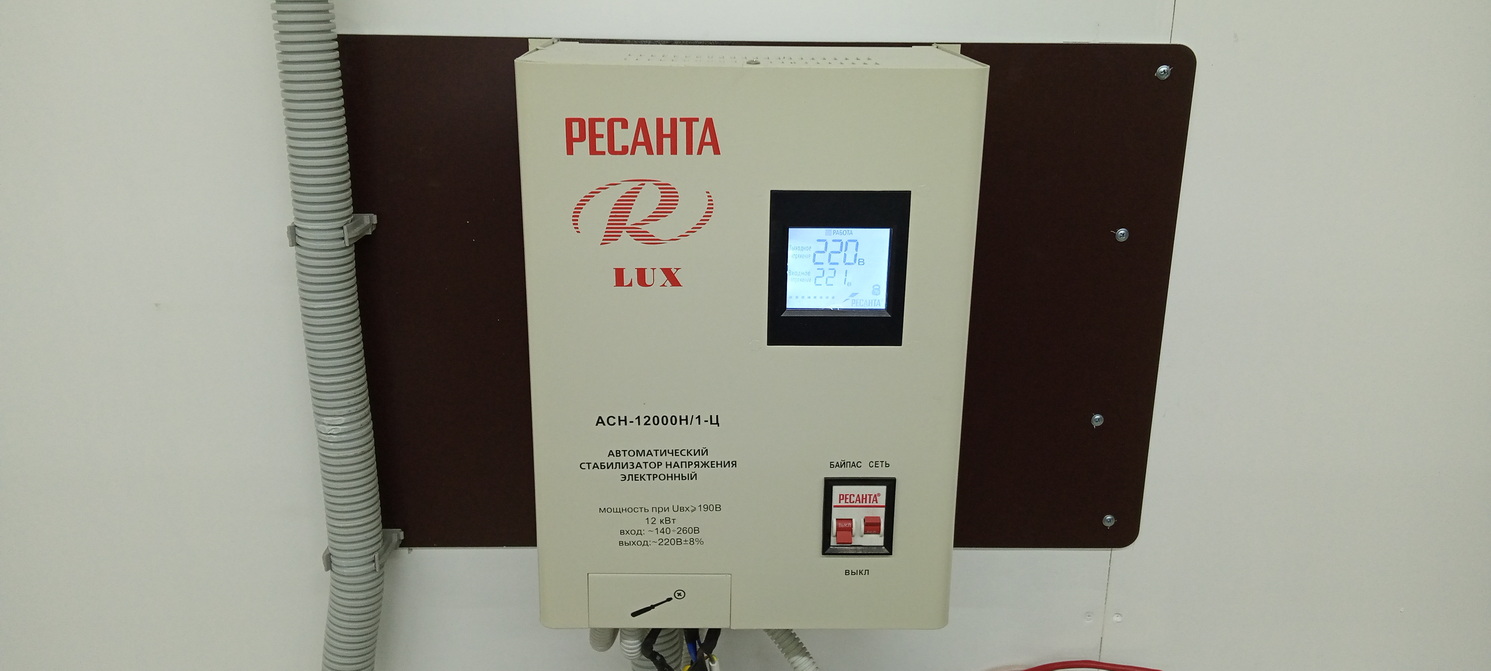 РЕСАНТА
R
LUX
РАБОТА
220 В
221
РЕСАНТА
АСН-12000Н/1-Ц
АВТОМАТИЧЕСКИЙ
СТАБИЛИЗАТОР НАПРЯЖЕНИЯ
ЭЛЕКТРОННЫЙ
мощность при Uвх⩾190В
12 кВт
вход: ~140-260В
выход:~220В±8%
БАЙПАС СЕТЬ
РЕСАНТА®
ВЫКЛ